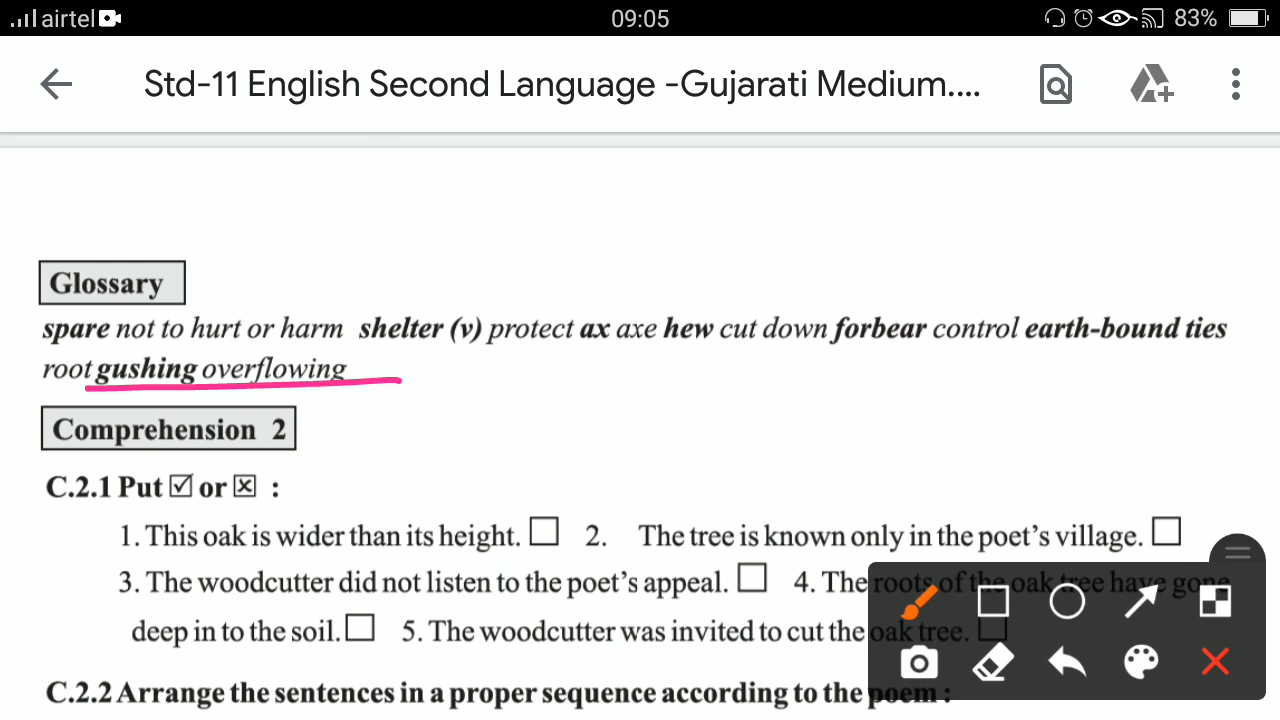 airtel 09:05 83%
Std-11 English Second Language -Gujarati Medium....
Glossary
spare not to hurt or harm shelter (v) protect ax axe hew cut down forbear control earth-bound ties
root gushing overflowing
Comprehension 2
C.2.1 Put ☑ or ☒ :
1. This oak is wider than its height. ☐ 2. The tree is known only in the poet's village. ☐
3. The woodcutter did not listen to the poet's appeal. ☐ 4. The roots of the oak tree have gone
deep in to the soil. ☐ 5. The woodcutter was invited to cut the oak tree. ☐
C.2.2 Arrange the sentences in a proper sequence according to the poem :